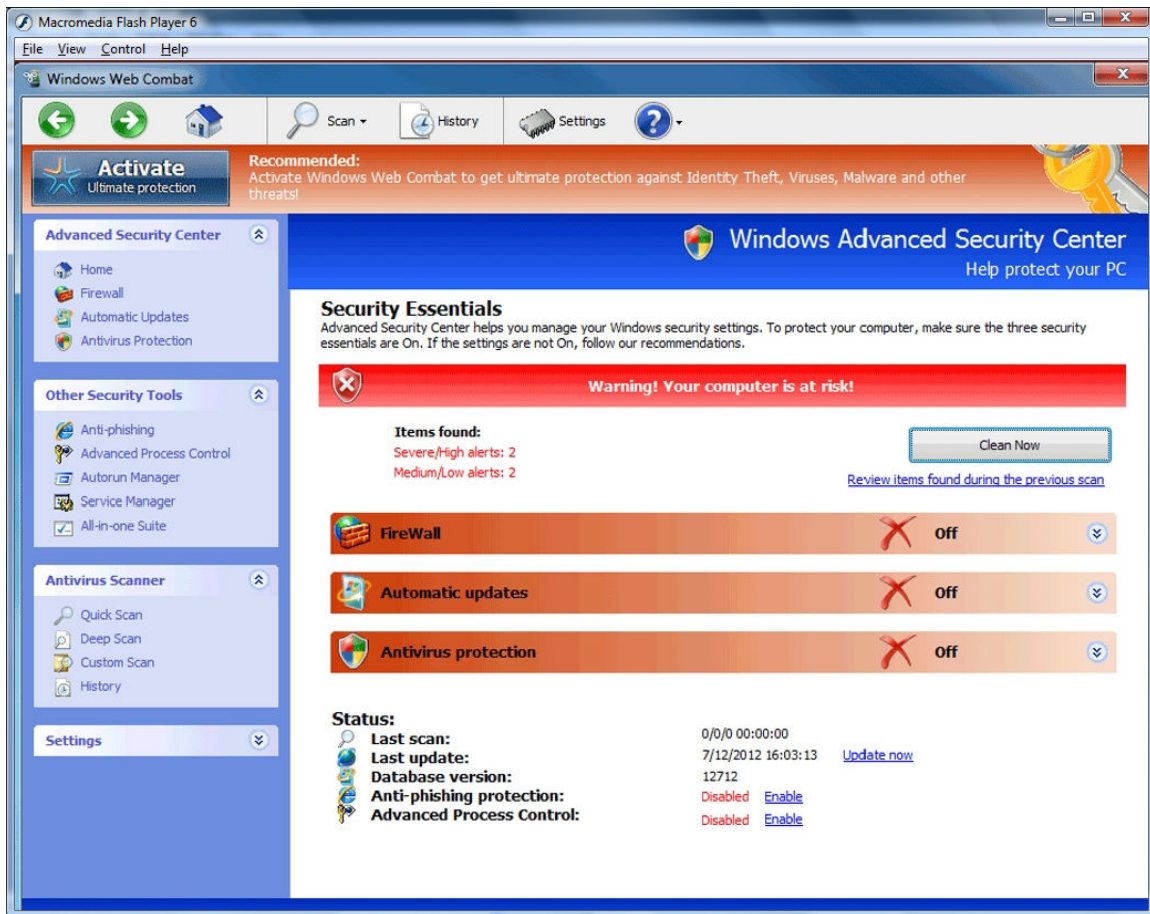 Macromedia Flash Player 6
File View Control Help
Windows Web Combat
Scan
History
Settings
?
Activate
Ultimate protection
Recommended:
Activate Windows Web Combat to get ultimate protection against Identity Theft, Viruses, Malware and other
threats!
Advanced Security Center
Home
Firewall
Automatic Updates
Antivirus Protection
Other Security Tools
Anti-phishing
Advanced Process Control
Autorun Manager
Service Manager
All-in-one Suite
Antivirus Scanner
Quick Scan
Deep Scan
Custom Scan
History
Settings
Windows Advanced Security Center
Help protect your PC
Security Essentials
Advanced Security Center helps you manage your Windows security settings. To protect your computer, make sure the three security
essentials are On. If the settings are not On, follow our recommendations.
Warning! Your computer is at risk!
Items found:
Severe/High alerts: 2
Medium/Low alerts: 2
Clean Now
Review items found during the previous scan
FireWall Off
Automatic updates Off
Antivirus protection Off
Status:
Last scan: 0/0/0 00:00:00
Last update: 7/12/2012 16:03:13 Update now
Database version: 12712
Anti-phishing protection: Disabled Enable
Advanced Process Control: Disabled Enable